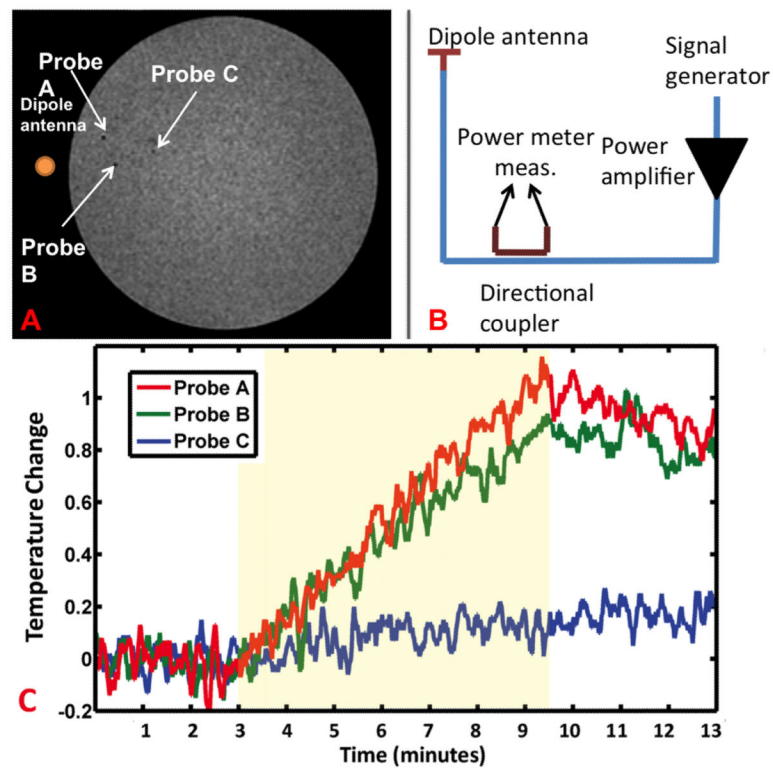 Probe
A
Dipole
antenna
Probe C
Probe
B
A
Dipole antenna
Signal
generator
Power meter
meas.
Power
amplifier
Directional
coupler
B
Probe A
Probe B
Probe C
Temperature Change
1
0.8
0.6
0.4
0.2
0
-0.2
1 2 3 4 5 6 7 8 9 10 11 12 13
Time (minutes)
C